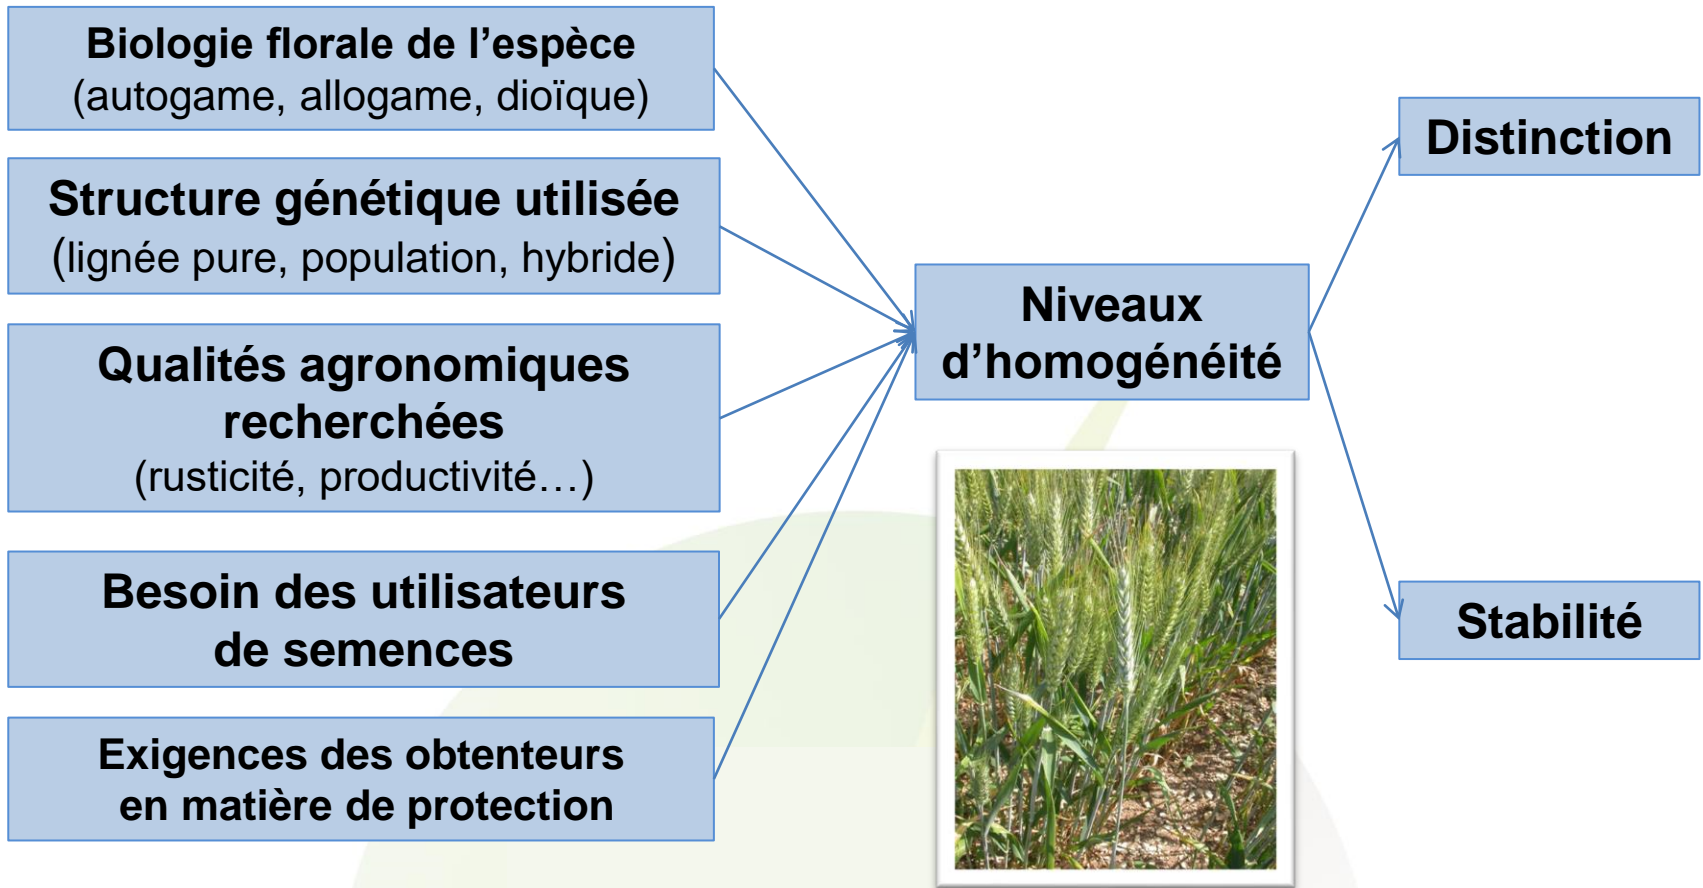 Biologie florale de l’espèce
(autogame, allogame, dioïque)
Structure génétique utilisée
(lignée pure, population, hybride)
Qualités agronomiques
recherchées
(rusticité, productivité…)
Besoin des utilisateurs
de semences
Exigences des obtenteurs
en matière de protection
Niveaux
d’homogénéité
Distinction
Stabilité